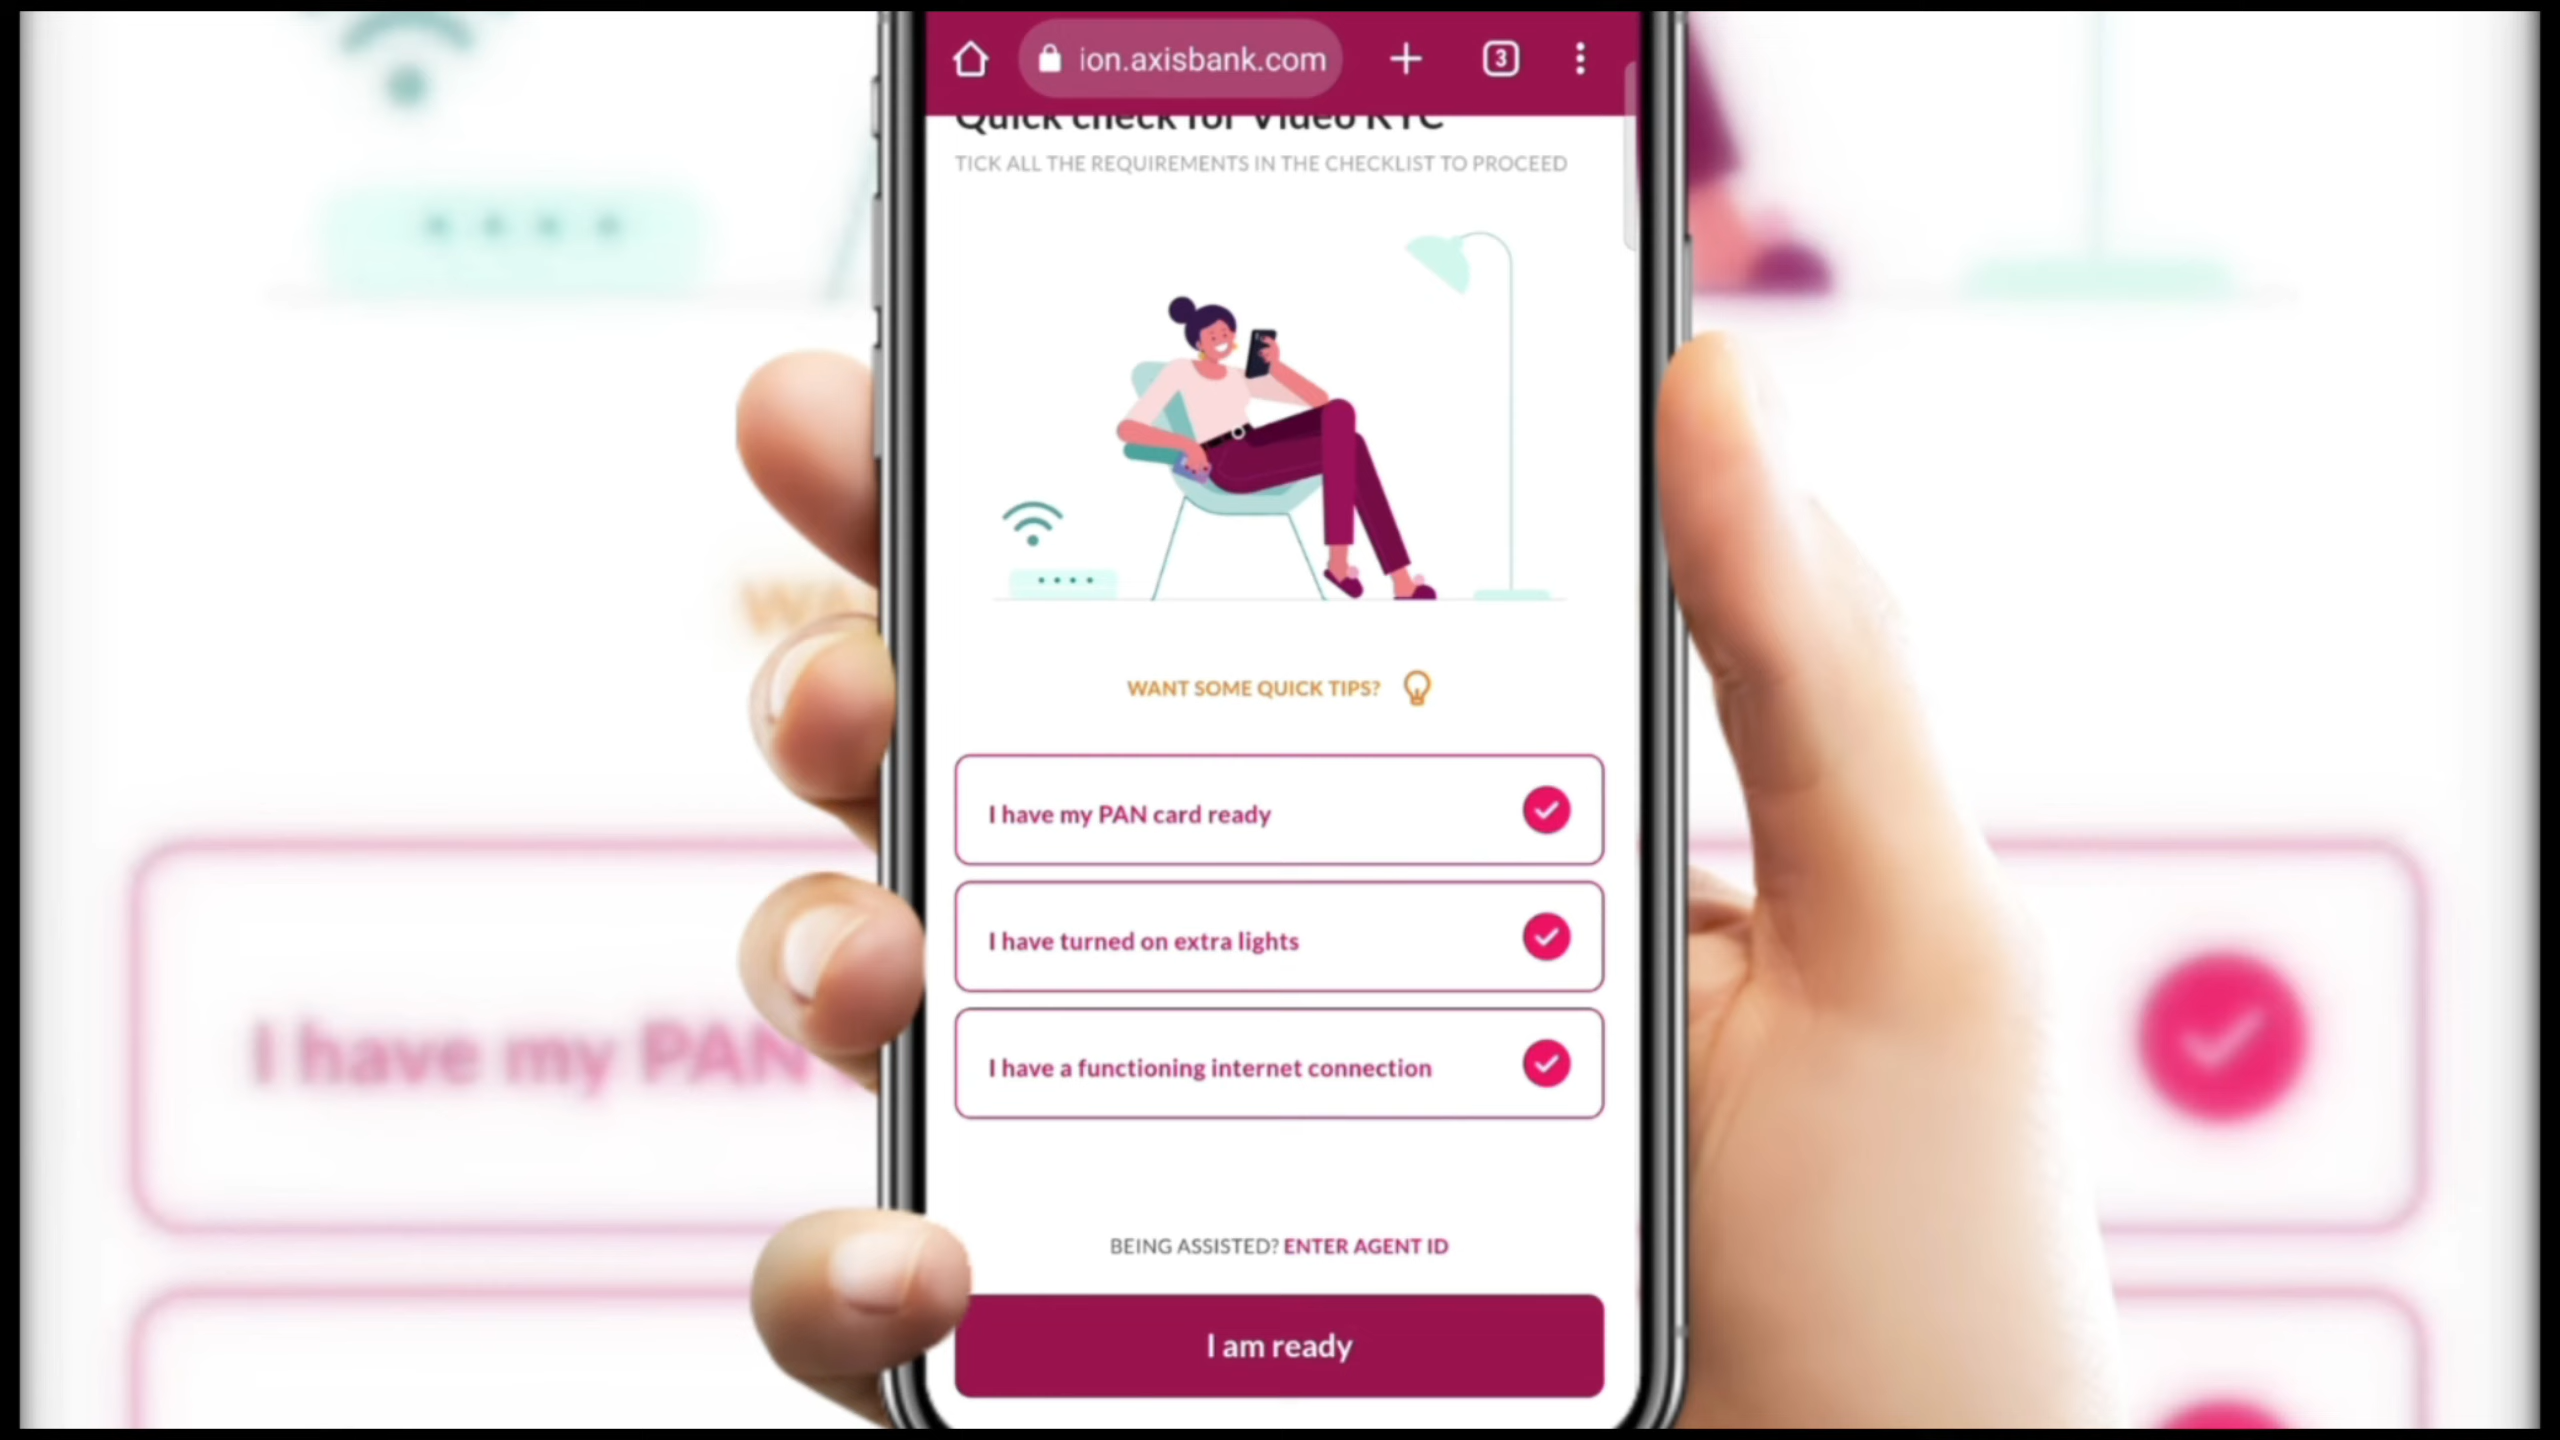 ion.axisbank.com
3
Quick check for Video KYC
TICK ALL THE REQUIREMENTS IN THE CHECKLIST TO PROCEED
WANT SOME QUICK TIPS?
I have my PAN card ready
I have turned on extra lights
I have a functioning internet connection
BEING ASSISTED? ENTER AGENT ID
I am ready
I have my PAN